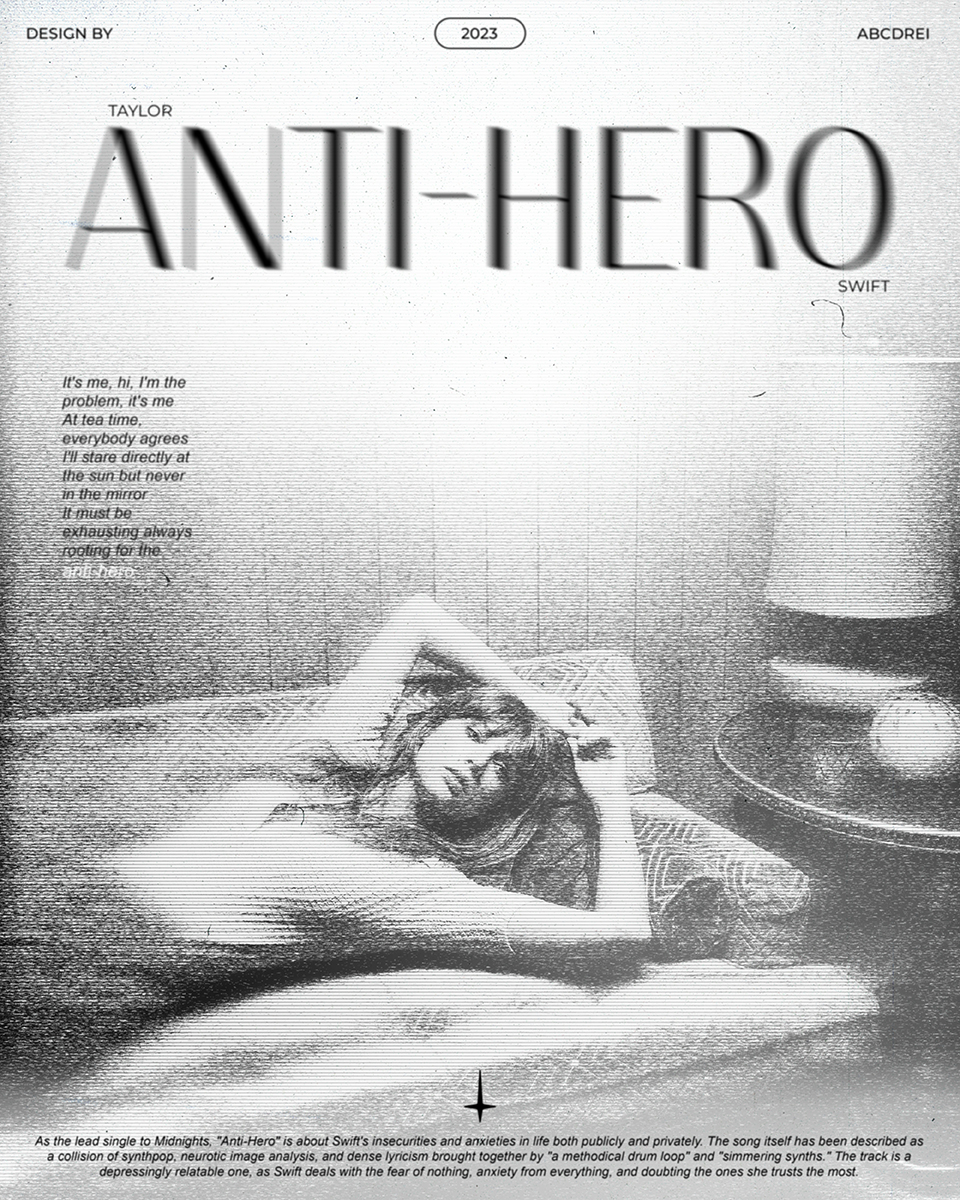 DESIGN BY
2023
ABCDREI
TAYLOR
ANTI-HERO
SWIFT
It's me, hi, I'm the
problem, it's me
At tea time,
everybody agrees
I'll stare directly at
the sun but never
in the mirror
It must be
exhausting always
rooting for the
anti-hero
As the lead single to Midnights, "Anti-Hero" is about Swift's insecurities and anxieties in life both publicly and privately. The song itself has been described as
a collision of synthpop, neurotic image analysis, and dense lyricism brought together by "a methodical drum loop" and "simmering synths." The track is a
depressingly relatable one, as Swift deals with the fear of nothing, anxiety from everything, and doubting the ones she trusts the most.